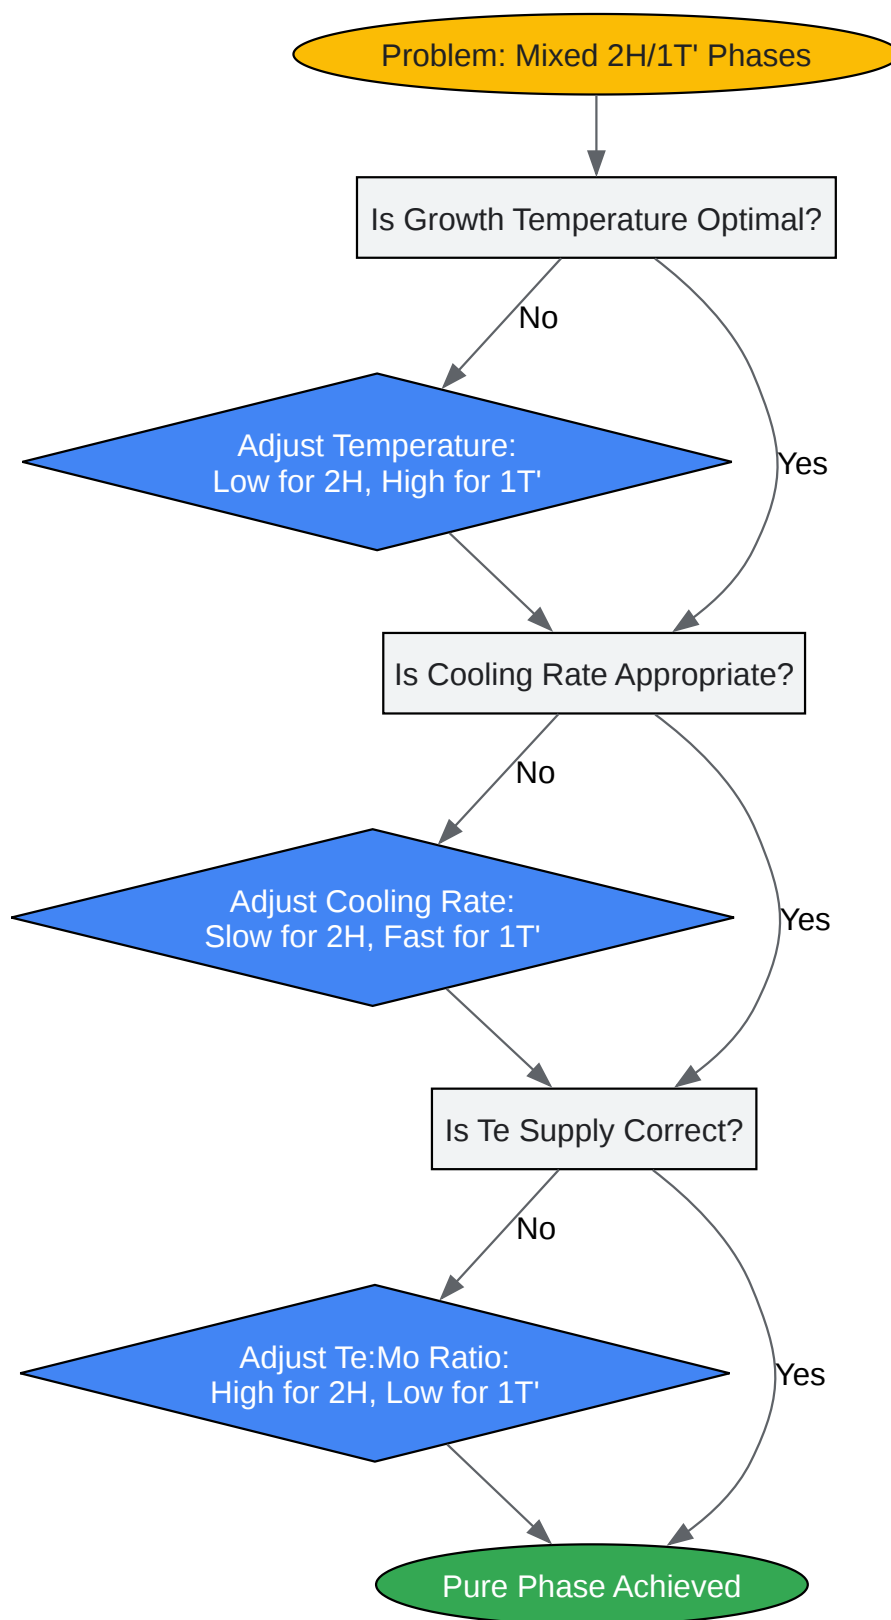 Problem: Mixed 2H/1T' Phases
Is Growth Temperature Optimal?
No
Adjust Temperature:
Low for 2H, High for 1T'
Yes
Is Cooling Rate Appropriate?
No
Adjust Cooling Rate:
Slow for 2H, Fast for 1T'
Yes
Is Te Supply Correct?
No
Adjust Te:Mo Ratio:
High for 2H, Low for 1T'
Yes
Pure Phase Achieved